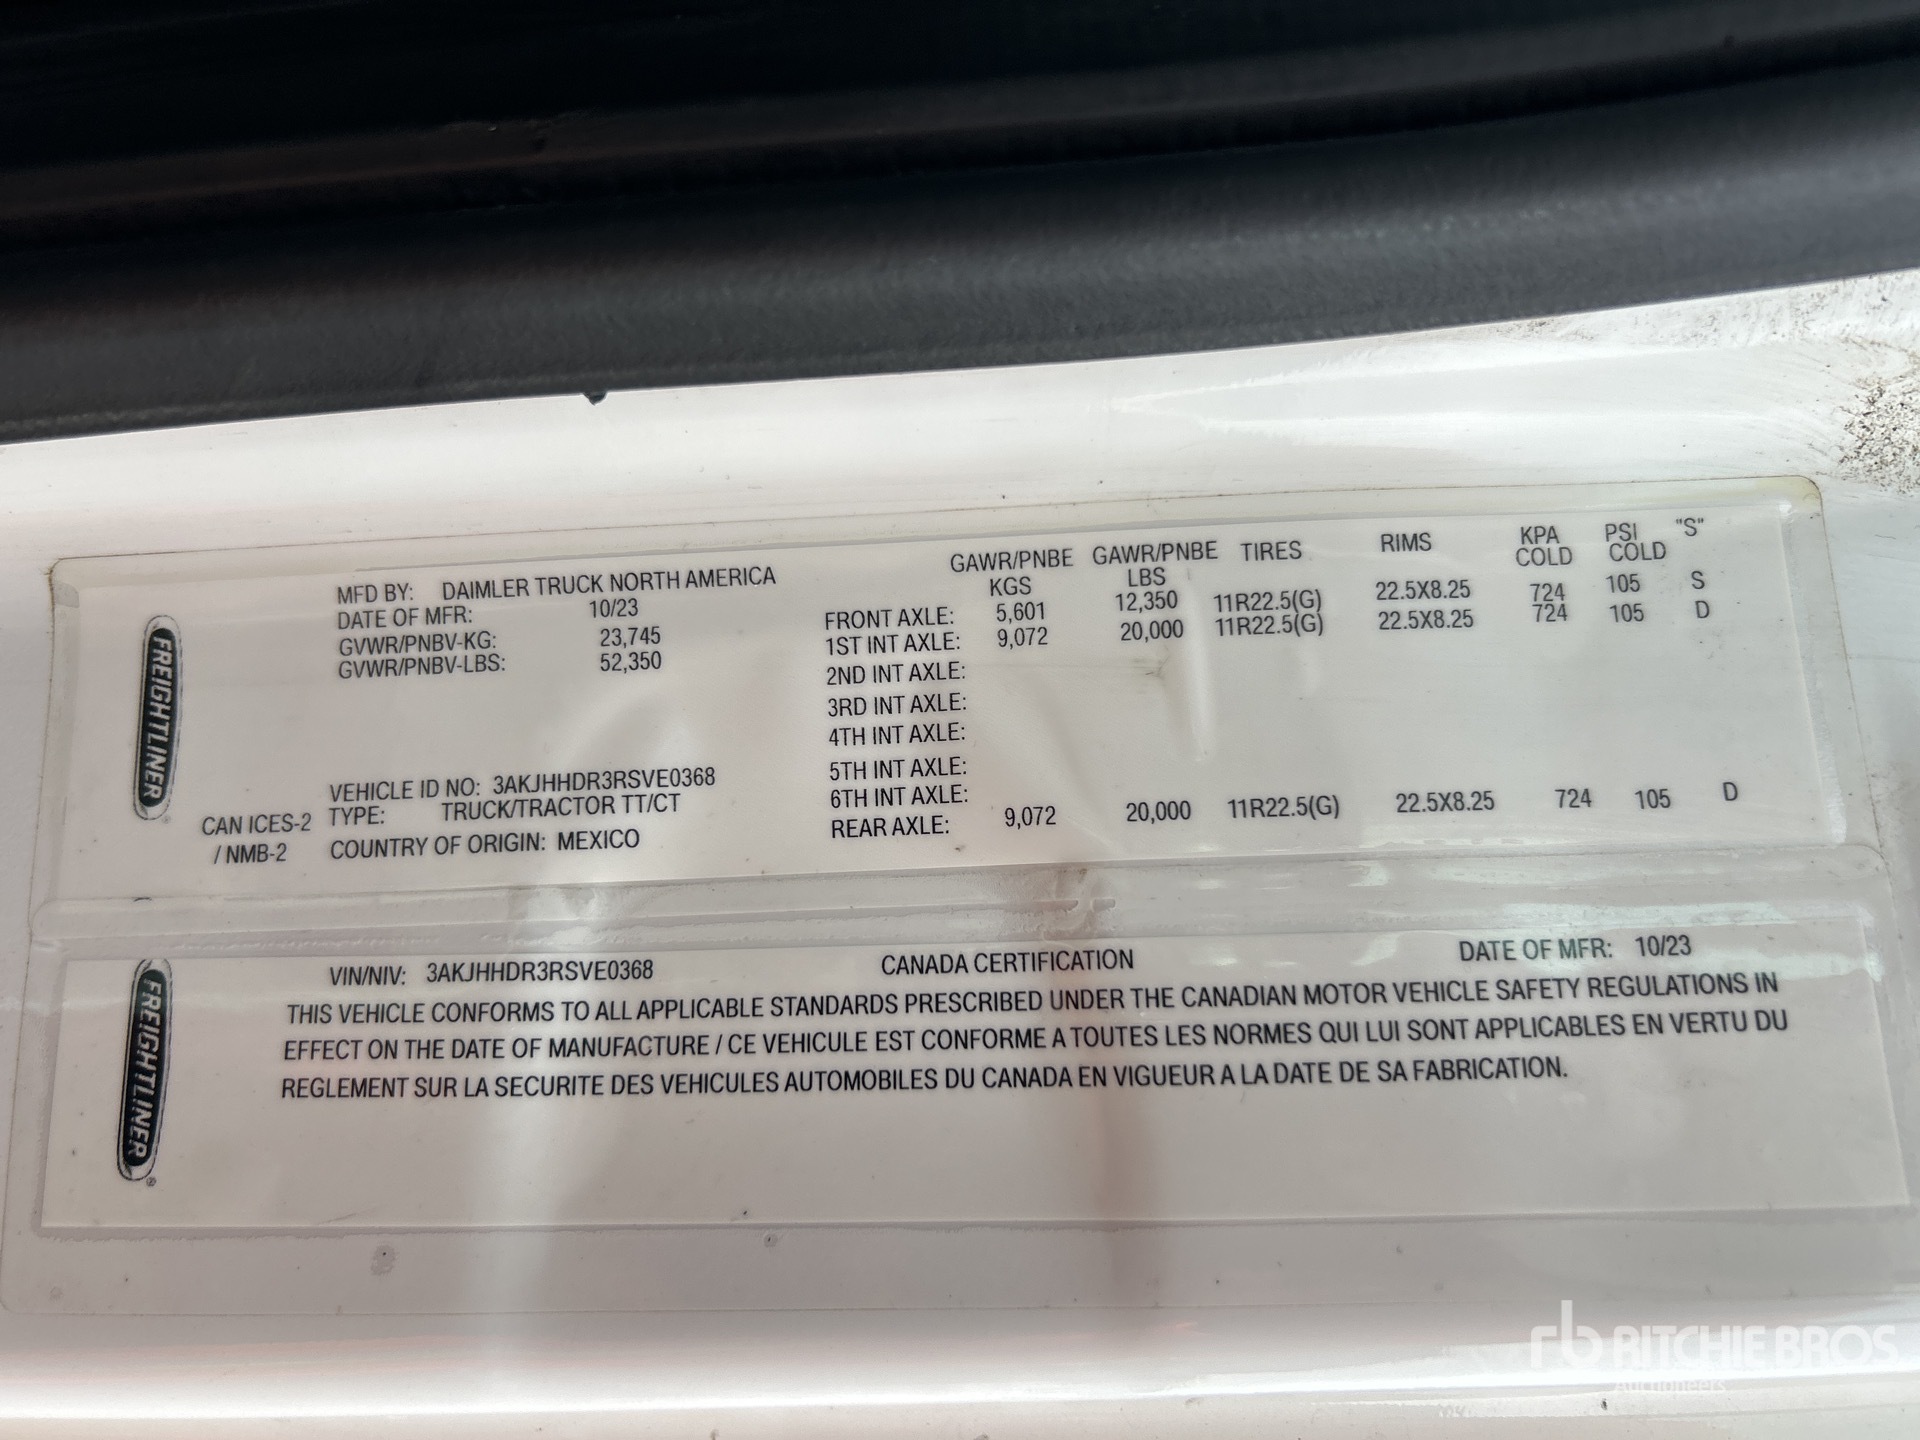 GAWR/PNBE GAWR/PNBE TIRES RIMS KPA PSI "S"
KGS LBS COLD COLD
MFD BY: DAIMLER TRUCK NORTH AMERICA
DATE OF MFR: 10/23
GVWR/PNBV-KG: 23,745
GVWR/PNBV-LBS: 52,350
FRONT AXLE: 5,601 12,350 11R22.5(G) 22.5X8.25 724 105 S
1ST INT AXLE: 9,072 20,000 11R22.5(G) 22.5X8.25 724 105 D
2ND INT AXLE:
3RD INT AXLE:
4TH INT AXLE:
5TH INT AXLE:
6TH INT AXLE:
REAR AXLE: 9,072 20,000 11R22.5(G) 22.5X8.25 724 105 D
FREIGHTLINER
VEHICLE ID NO: 3AKJHHDR3RSVE0368
TYPE: TRUCK/TRACTOR TT/CT
CAN ICES-2
/ NMB-2
COUNTRY OF ORIGIN: MEXICO
FREIGHTLINER
VIN/NIV: 3AKJHHDR3RSVE0368 CANADA CERTIFICATION DATE OF MFR: 10/23
THIS VEHICLE CONFORMS TO ALL APPLICABLE STANDARDS PRESCRIBED UNDER THE CANADIAN MOTOR VEHICLE SAFETY REGULATIONS IN
EFFECT ON THE DATE OF MANUFACTURE / CE VEHICULE EST CONFORME A TOUTES LES NORMES QUI LUI SONT APPLICABLES EN VERTU DU
REGLEMENT SUR LA SECURITE DES VEHICULES AUTOMOBILES DU CANADA EN VIGUEUR A LA DATE DE SA FABRICATION.
rb RITCHIE BROS
Auctioneers